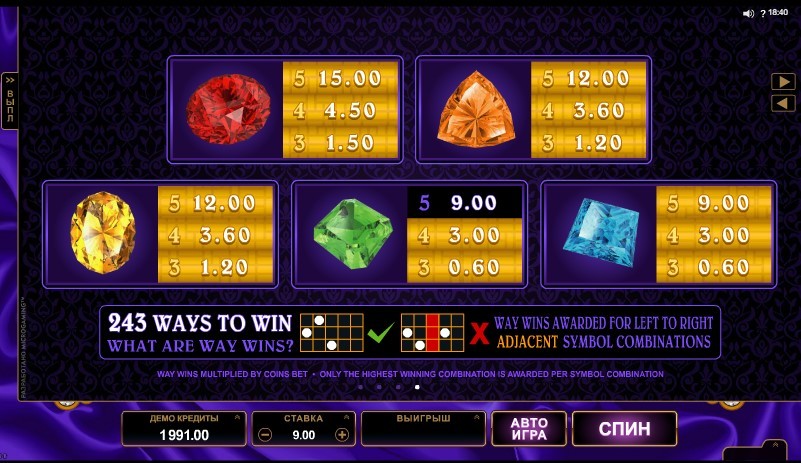 ? 18:40
>>
ВЫПЛ
5 15.00
4 4.50
3 1.50
5 12.00
4 3.60
3 1.20
5 12.00
4 3.60
3 1.20
5 9.00
4 3.00
3 0.60
5 9.00
4 3.00
3 0.60
243 WAYS TO WIN
WHAT ARE WAY WINS?
WAY WINS AWARDED FOR LEFT TO RIGHT
ADJACENT SYMBOL COMBINATIONS
WAY WINS MULTIPLIED BY COINS BET • ONLY THE HIGHEST WINNING COMBINATION IS AWARDED PER SYMBOL COMBINATION
РАЗРАБОТАНО MICROGAMING™
ДЕМО КРЕДИТЫ
1991.00
СТАВКА
9.00
ВЫИГРЫШ
АВТО
ИГРА
СПИН